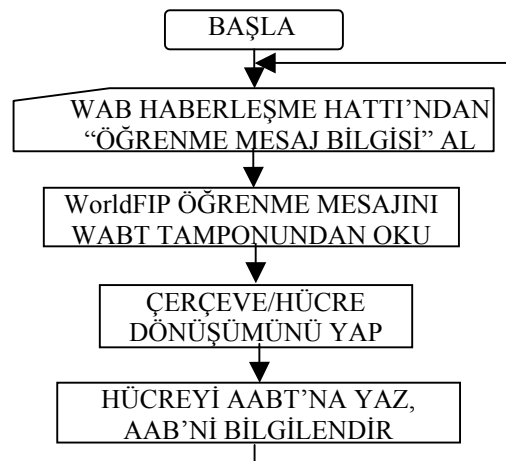 BAŞLA
WAB HABERLEŞME HATTI’NDAN
“ÖĞRENME MESAJ BİLGİSİ” AL
WorldFIP ÖĞRENME MESAJINI
WABT TAMPONUNDAN OKU
ÇERÇEVE/HÜCRE
DÖNÜŞÜMÜNÜ YAP
HÜCREYİ AABT’NA YAZ,
AAB’Nİ BİLGİLENDİR